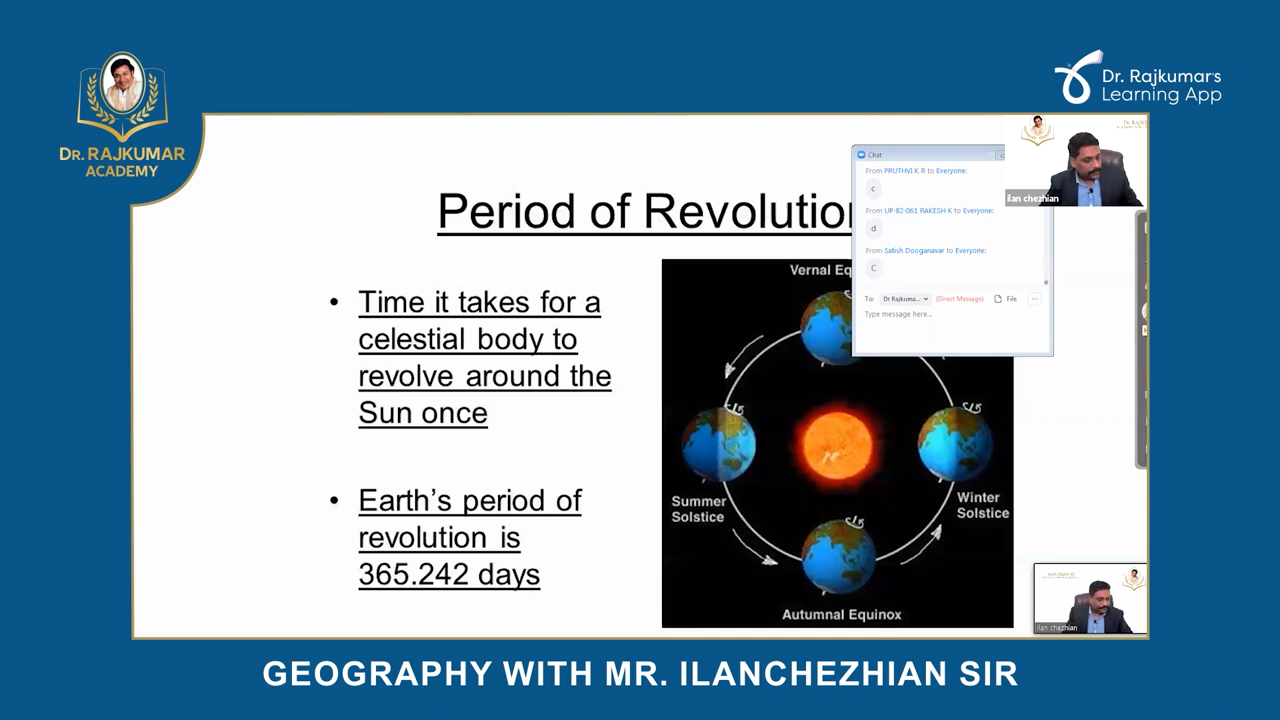 DR. RAJKUMAR
ACADEMY
Dr. Rajkumar's
Learning App
Period of Revolution
• Time it takes for a
celestial body to
revolve around the
Sun once
• Earth's period of
revolution is
365.242 days
Vernal Eq
Summer
Solstice
Winter
Solstice
Autumnal Equinox
Chat
From PRUTHVI K R to Everyone:
c
From UP-B2-061 RAKESH K to Everyone:
d
From Satish Dooganavar to Everyone:
C
To: Dr Rajkuma... (Direct Message) File ...
Type message here...
ilan chezhian
ilan chezhian
GEOGRAPHY WITH MR. ILANCHEZHIAN SIR